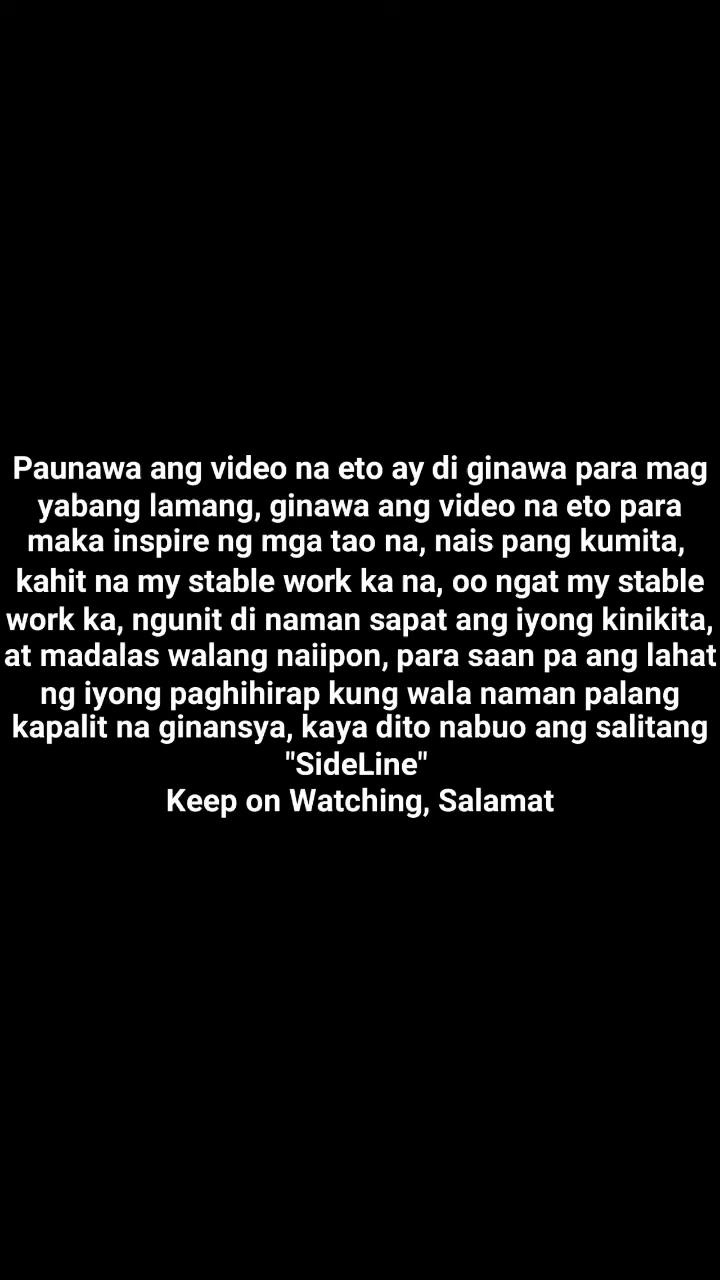 Paunawa ang video na eto ay di ginawa para mag
yabang lamang, ginawa ang video na eto para
maka inspire ng mga tao na, nais pang kumita,
kahit na my stable work ka na, oo ngat my stable
work ka, ngunit di naman sapat ang iyong kinikita,
at madalas walang naiipon, para saan pa ang lahat
ng iyong paghihirap kung wala naman palang
kapalit na ginansya, kaya dito nabuo ang salitang
"SideLine"
Keep on Watching, Salamat